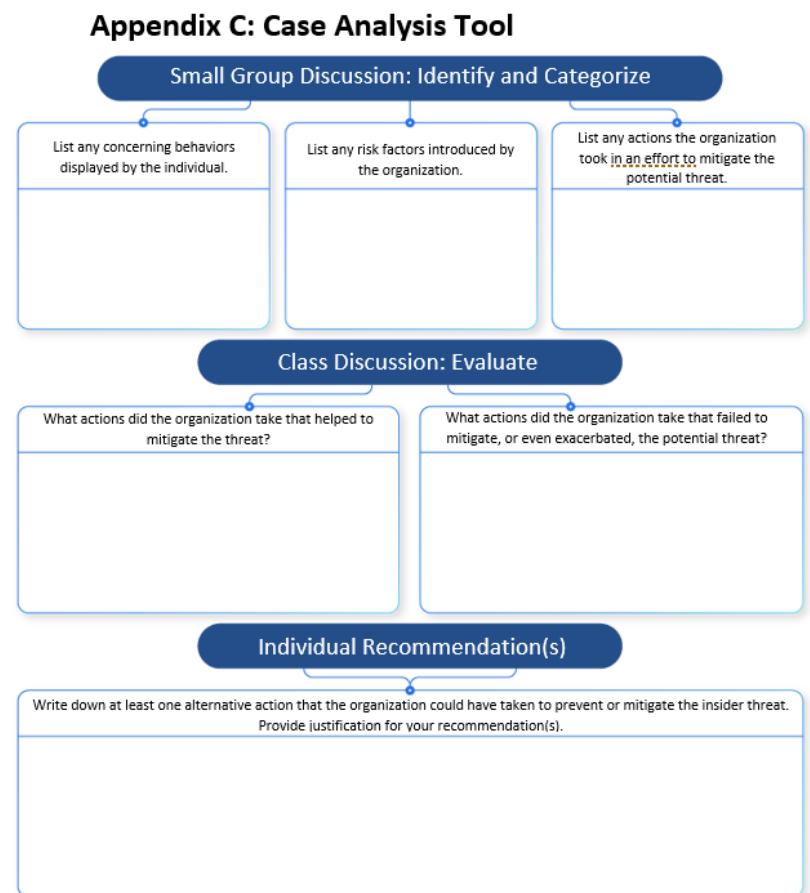 Appendix C: Case Analysis Tool
Small Group Discussion: Identify and Categorize
List any concerning behaviors
displayed by the individual.
List any risk factors introduced by
the organization.
List any actions the organization
took in an effort to mitigate the
potential threat.
Class Discussion: Evaluate
What actions did the organization take that helped to
mitigate the threat?
What actions did the organization take that failed to
mitigate, or even exacerbated, the potential threat?
Individual Recommendation(s)
Write down at least one alternative action that the organization could have taken to prevent or mitigate the insider threat.
Provide justification for your recommendation(s).